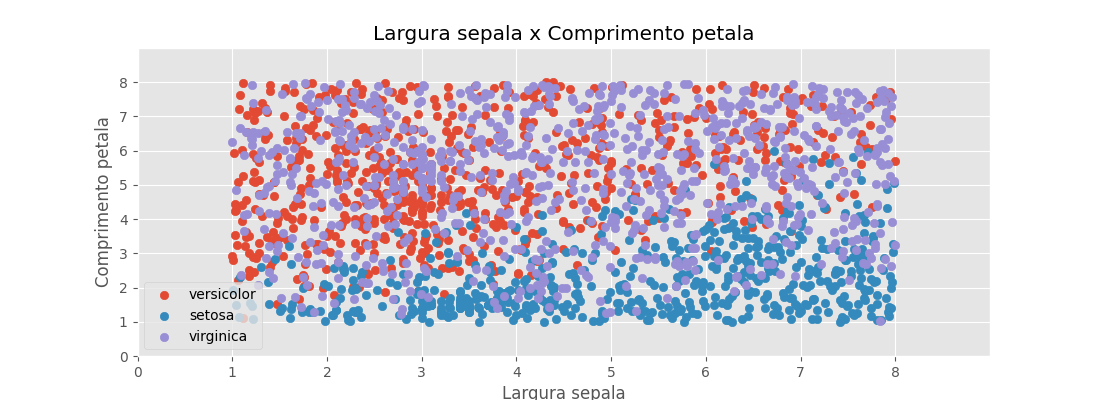 Largura sepala x Comprimento petala
Comprimento petala
8
7
6
5
4
3
2
1
0
versicolor
setosa
virginica
0 1 2 3 4 5 6 7 8
Largura sepala